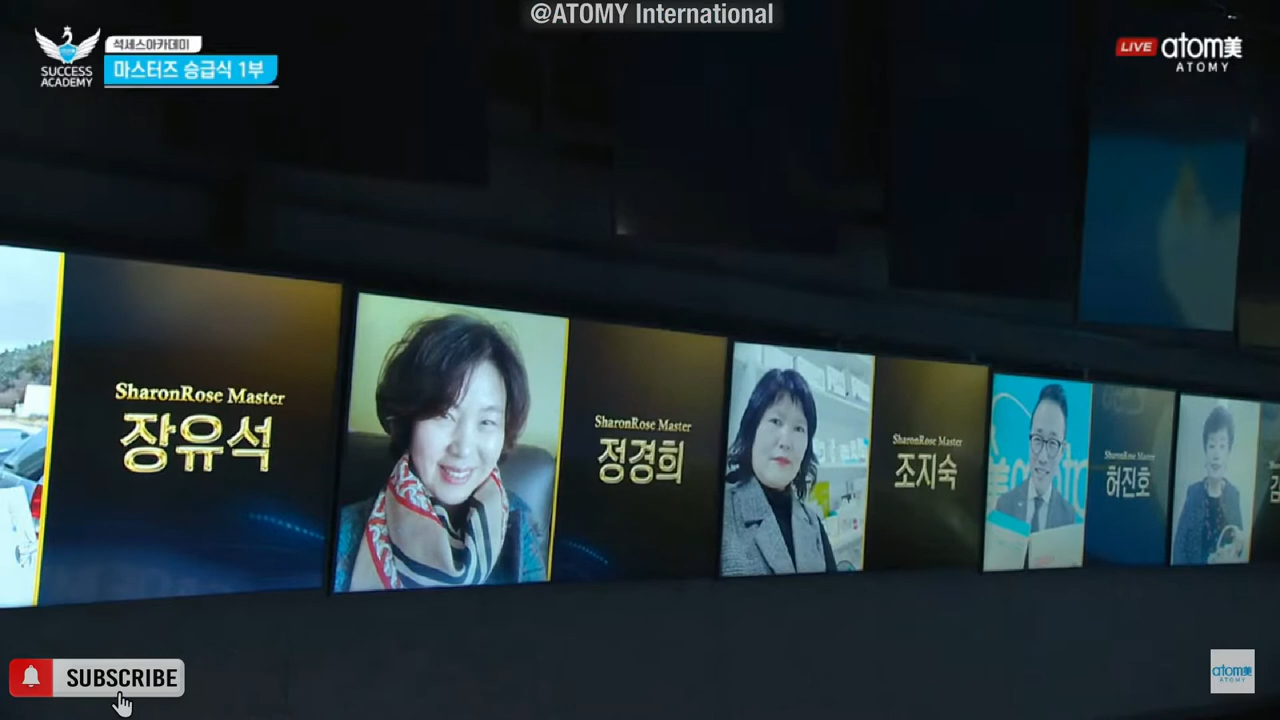 @ATOMY International
석세스아카데미
마스터즈 승급식 1부
SUCCESS
ACADEMY
LIVE
atom美
ATOMY
SharonRose Master
장유석
SharonRose Master
정경희
SharonRose Master
조지숙
SharonRose Master
허진호
SUBSCRIBE
atom美
ATOMY